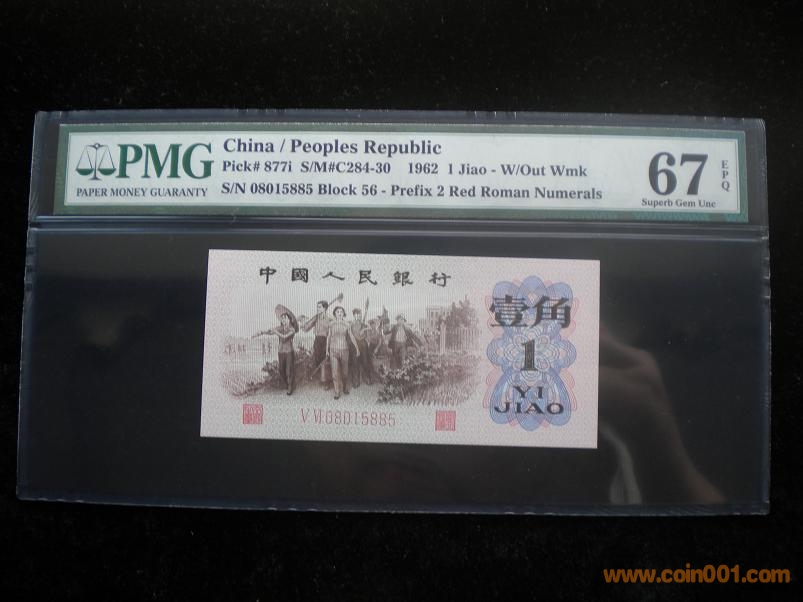 PMG
PAPER MONEY GUARANTY
China / Peoples Republic
Pick# 877i S/M#C284-30 1962 1 Jiao - W/Out Wmk
S/N 08015885 Block 56 - Prefix 2 Red Roman Numerals
67 EPQ
Superb Gem Unc
中國人民銀行
壹角
1
YI
JIAO
V VI 08015885
www.coin001.com